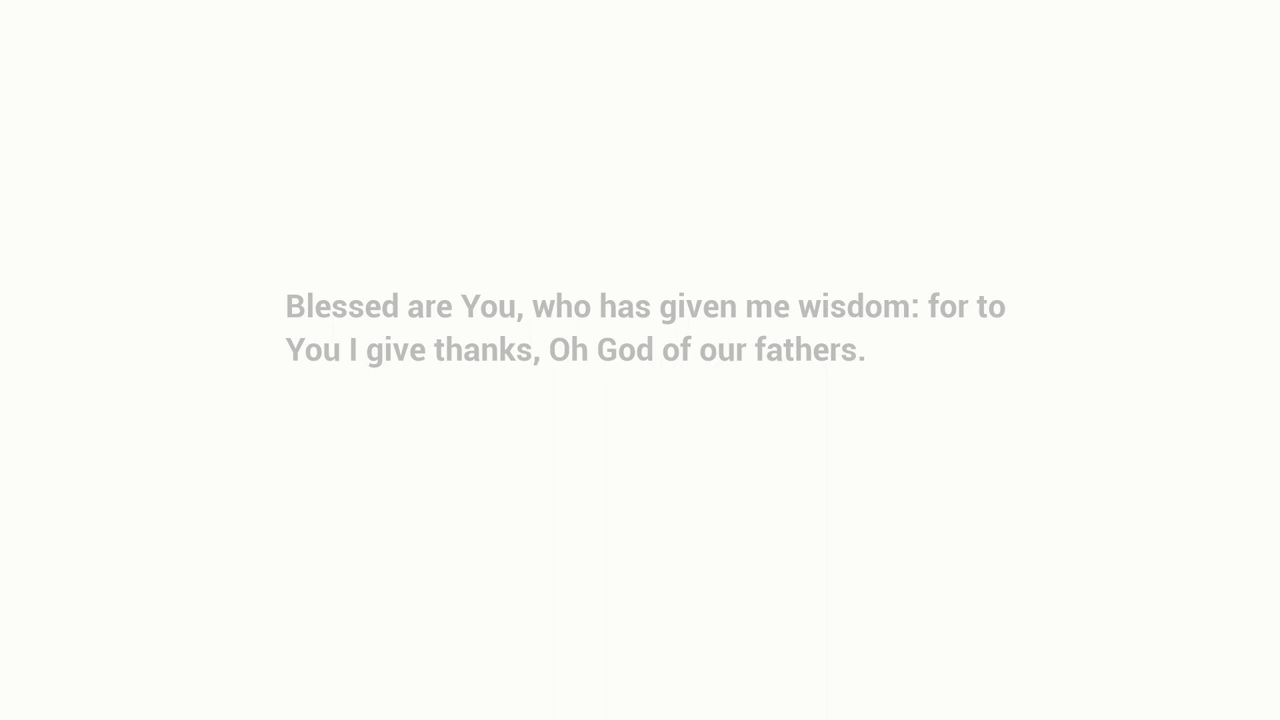 Blessed are You, who has given me wisdom: for to
You I give thanks, Oh God of our fathers.